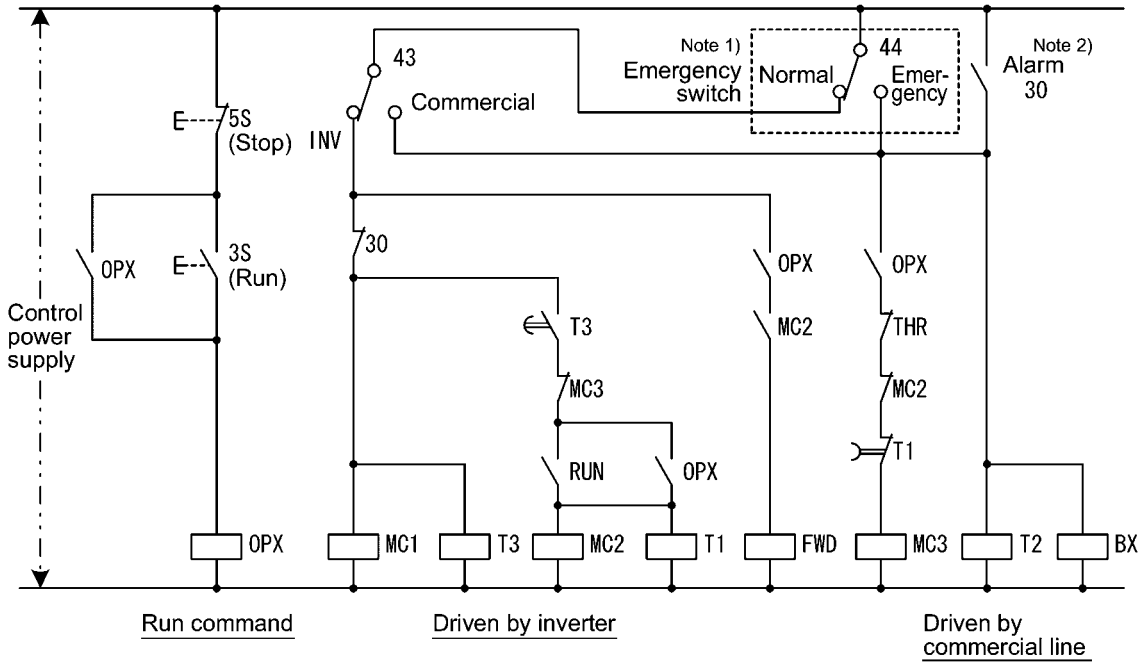 Note 1)
Emergency
switch
Normal
44
Emer-
gency
Note 2)
Alarm
30
43
Commercial
INV
5S
(Stop)
OPX
3S
(Run)
30
Control
power
supply
T3
MC3
RUN
OPX
OPX
MC2
OPX
THR
MC2
T1
OPX
MC1
T3
MC2
T1
FWD
MC3
T2
BX
Run command
Driven by inverter
Driven by
commercial line